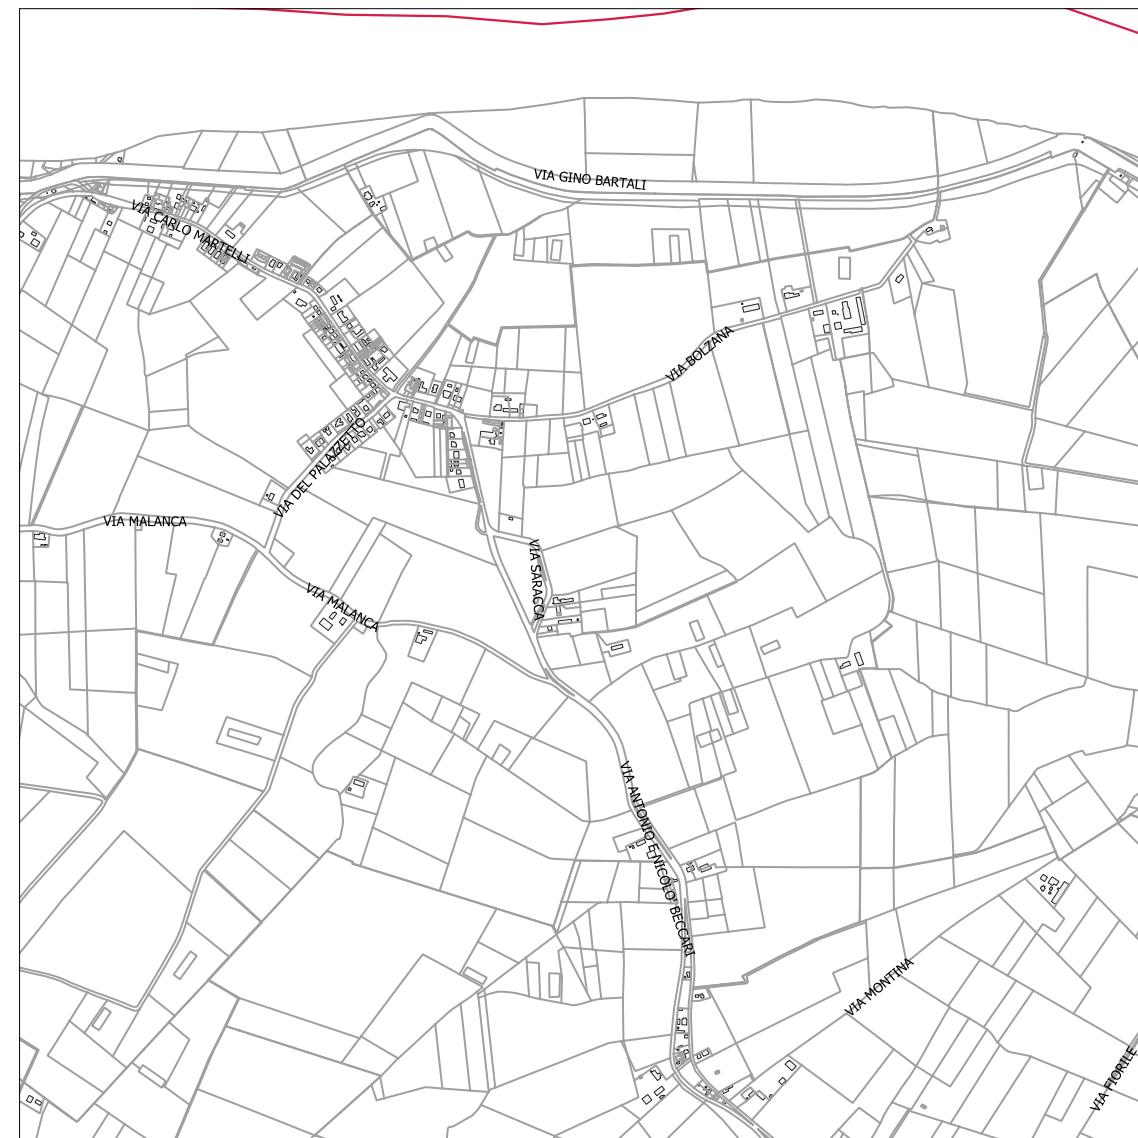 VIA GINO BARTALI
VIA CARLO MARTELLI
VIA BOLZANA
VIA DEL PALAZZETTO
VIA MALANCA
VIA SARACCA
VIA MALANCA
VIA ANTONIO E NICOLO' BECCARI
VIA MONTINA
VIA FIORILE